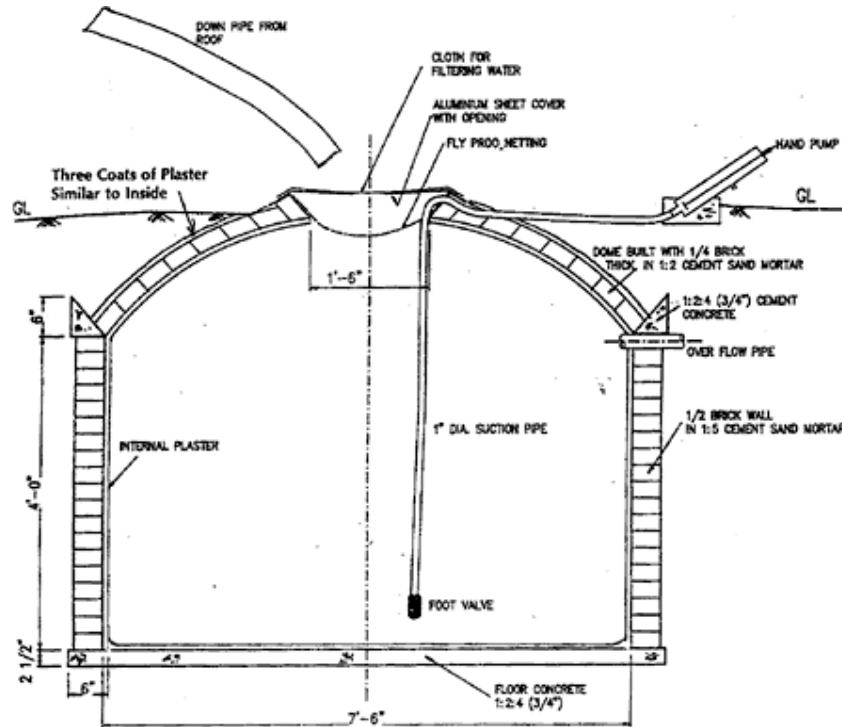 DOWN PIPE FROM
ROOF
CLOTH FOR
FILTERING WATER
ALUMINIUM SHEET COVER
WITH OPENING
FLY PROO, NETTING
HAND PUMP
Three Coats of Plaster
Similar to Inside
GL
GL
1'-6"
DOME BUILT WITH 1/4 BRICK
THICK, IN 1:2 CEMENT SAND MORTAR
6"
1:2:4 (3/4") CEMENT
CONCRETE
OVER FLOW PIPE
1/2 BRICK WALL
IN 1:5 CEMENT SAND MORTAR
1" DIA. SUCTION PIPE
INTERNAL PLASTER
4'-0"
FOOT VALVE
2 1/2"
6"
FLOOR CONCRETE
1:2:4 (3/4")
7'-6"